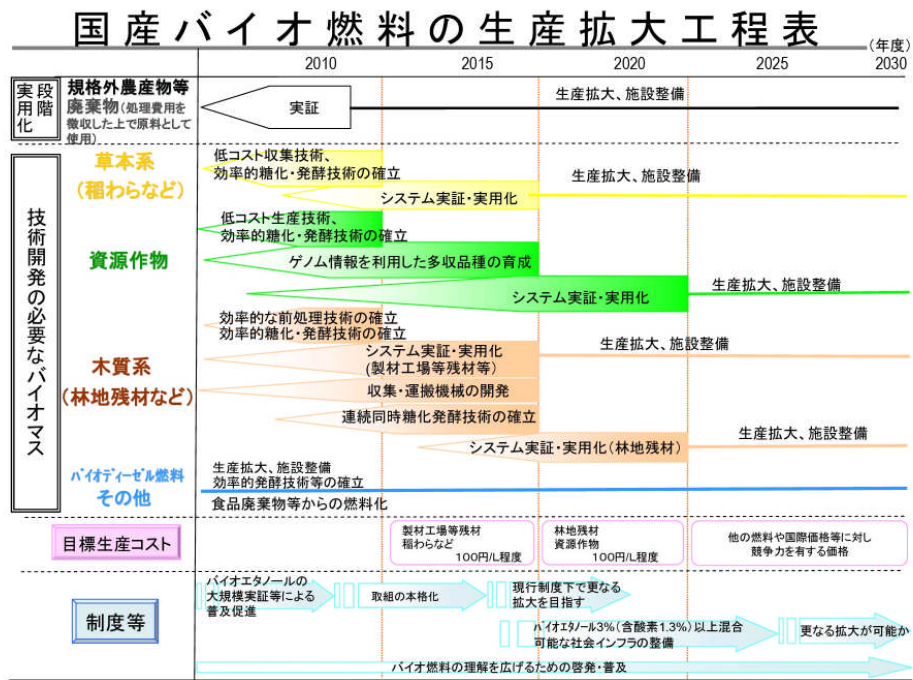 国産バイオ燃料の生産拡大工程表
(年度)
2010 2015 2020 2030
実用化段階
規格外農産物等
廃棄物(処理費用を
徴収した上で原料として
使用)
実証
生産拡大、施設整備
技術開発の必要なバイオマス
草本系
(稲わらなど)
低コスト収集技術、
効率的糖化・発酵技術の確立
システム実証・実用化
生産拡大、施設整備
資源作物
低コスト生産技術、
効率的糖化・発酵技術の確立
ゲノム情報を利用した多収品種の育成
システム実証・実用化
生産拡大、施設整備
木質系
(林地残材など)
効率的な前処理技術の確立
効率的糖化・発酵技術の確立
システム実証・実用化
(製材工場等残材等)
生産拡大、施設整備
収集・運搬機械の開発
連続同時糖化発酵技術の確立
システム実証・実用化(林地残材)
生産拡大、施設整備
バイオディーゼル燃料
その他
生産拡大、施設整備
効率的発酵技術等の確立
食品廃棄物等からの燃料化
目標生産コスト
製材工場等残材
稲わらなど
100円/L程度
林地残材
資源作物
100円/L程度
他の燃料や国際価格等に対し
競争力を有する価格
制度等
バイオエタノールの
大規模実証等による
普及促進
取組の本格化
現行制度下で更なる
拡大を目指す
バイオエタノール3%(含酸素1.3%)以上混合
可能な社会インフラの整備
更なる拡大が可能か
バイオ燃料の理解を広げるための啓発・普及